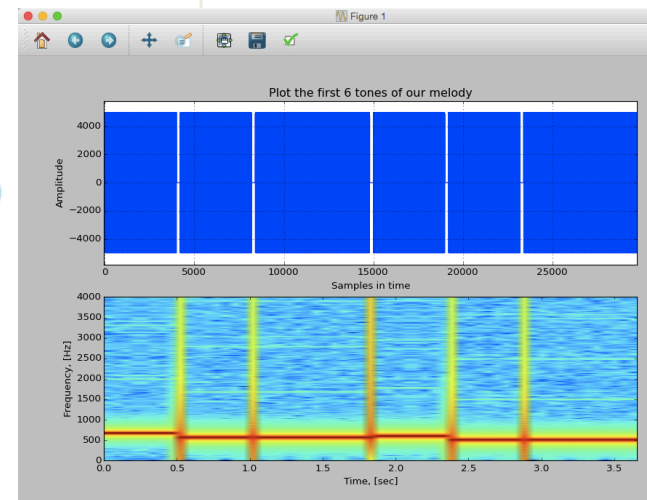 Figure 1
Plot the first 6 tones of our melody
4000
2000
0
−2000
−4000
Amplitude
0 5000 10000 15000 20000 25000
Samples in time
4000
3500
3000
2500
2000
1500
1000
500
0
Frequency, [Hz]
0.0 0.5 1.0 1.5 2.0 2.5 3.0 3.5
Time, [sec]